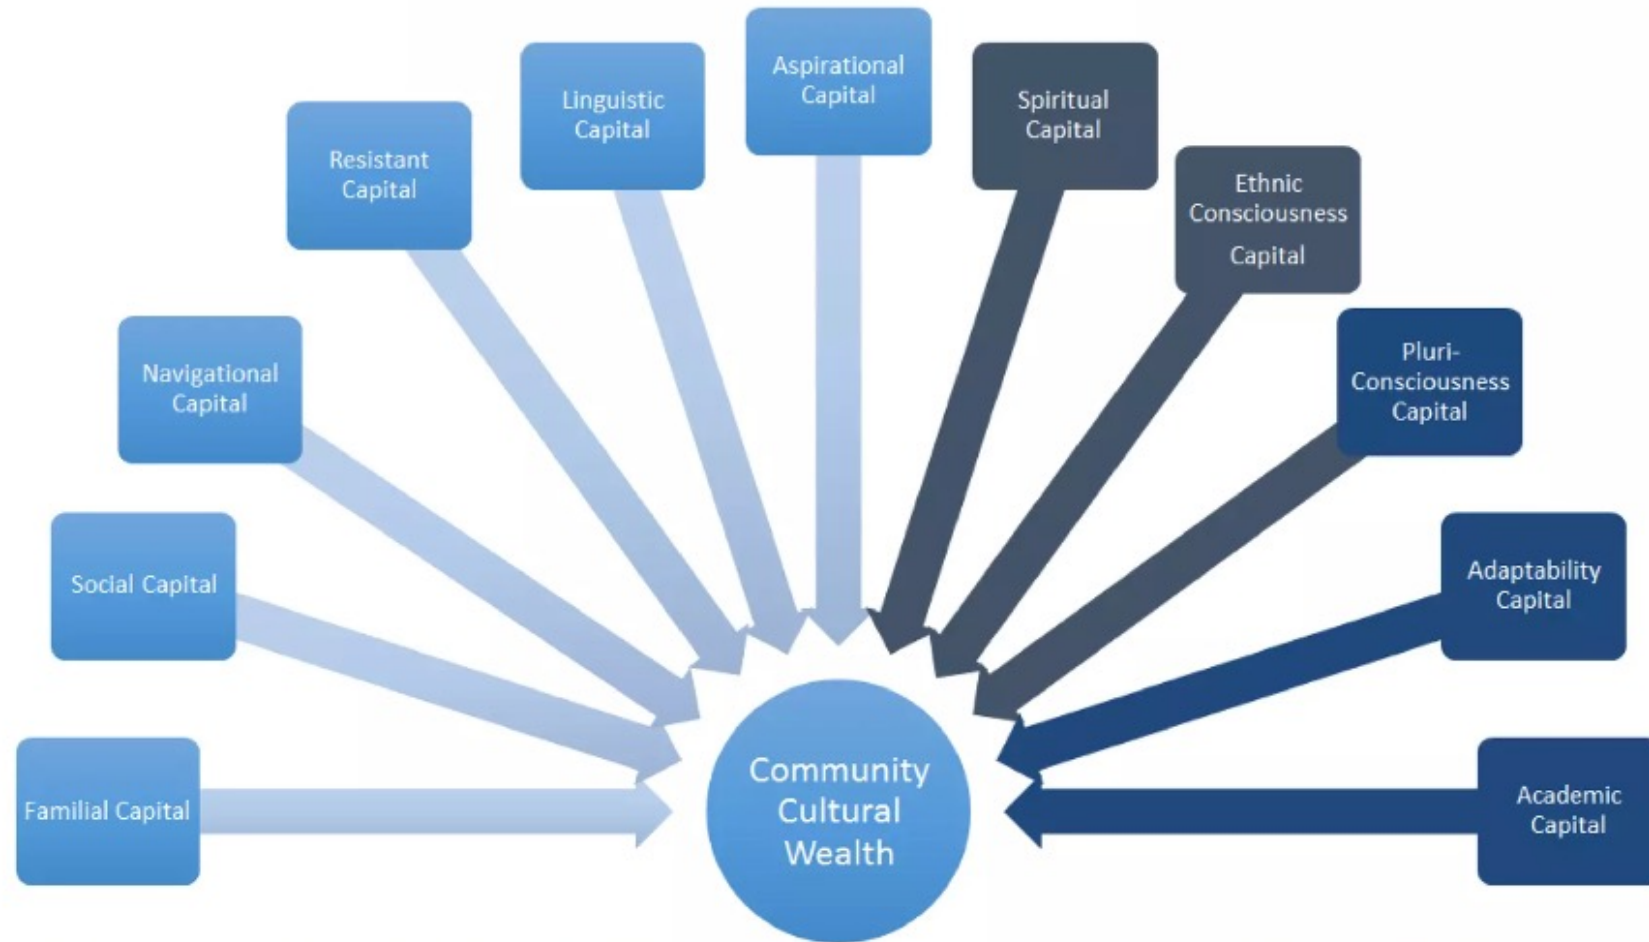 Aspirational
Capital
Linguistic
Capital
Spiritual
Capital
Resistant
Capital
Ethnic
Consciousness
Capital
Navigational
Capital
Pluri-
Consciousness
Capital
Social Capital
Adaptability
Capital
Familial Capital
Academic
Capital
Community
Cultural
Wealth